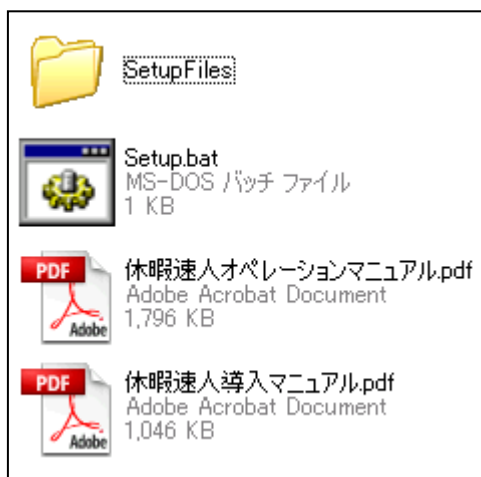 SetupFiles
Setup.bat
MS-DOS バッチ ファイル
1 KB
PDF
Adobe
休暇速人オペレーションマニュアル.pdf
Adobe Acrobat Document
1,796 KB
PDF
Adobe
休暇速人導入マニュアル.pdf
Adobe Acrobat Document
1,046 KB